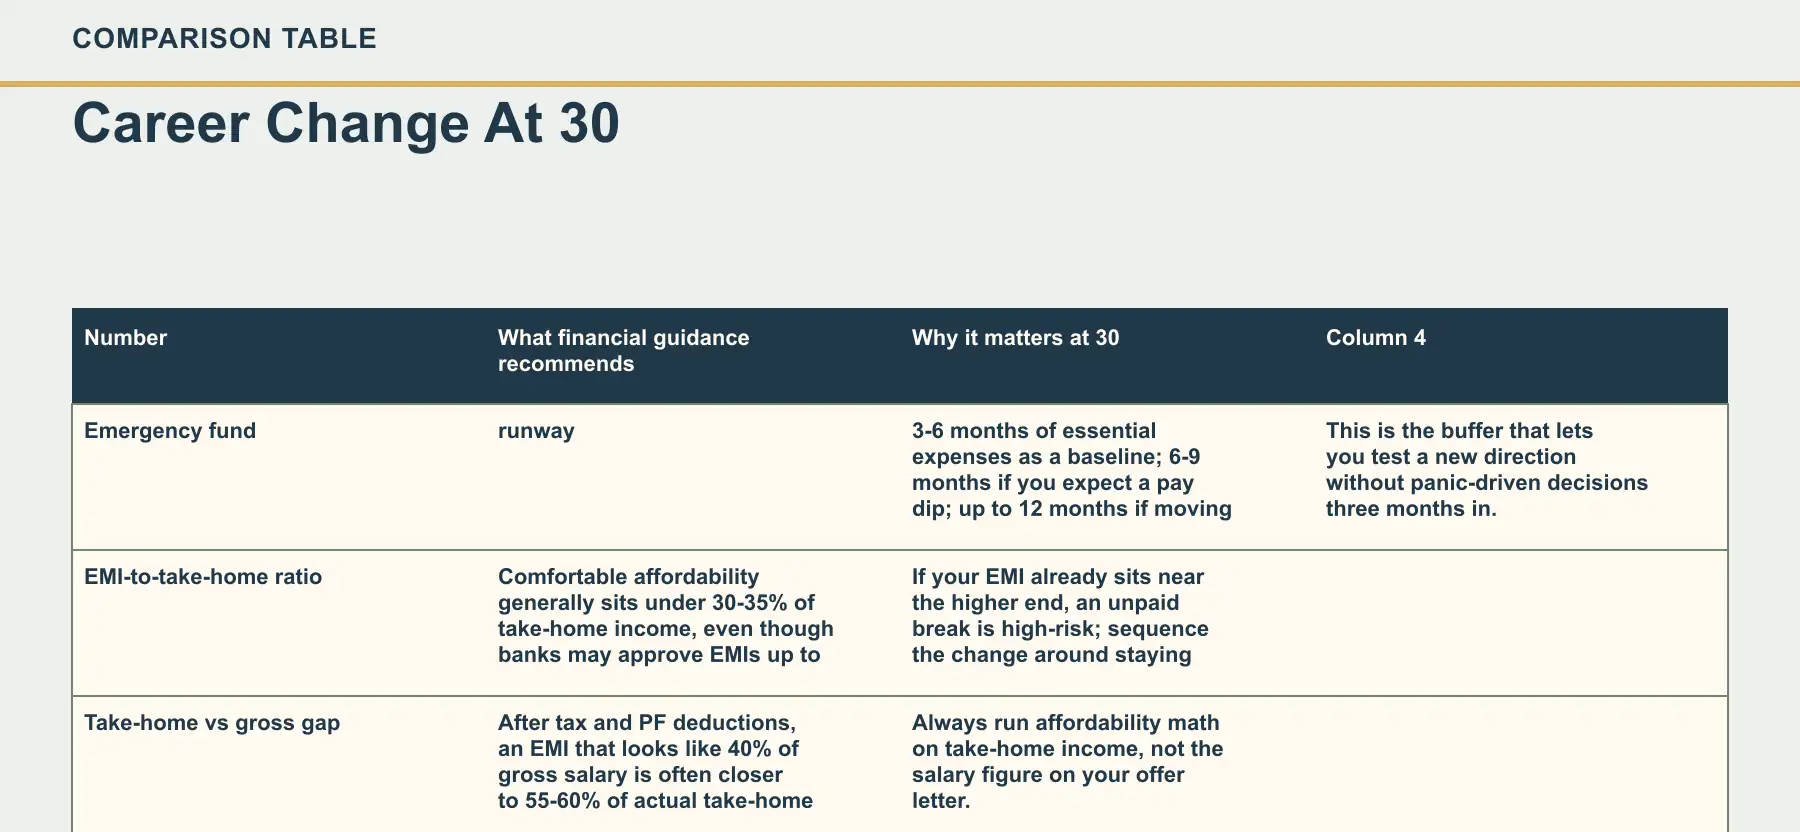 COMPARISON TABLE
Career Change At 30
Number
What financial guidance
recommends
Why it matters at 30
Column 4
Emergency fund
runway
3-6 months of essential
expenses as a baseline; 6-9
months if you expect a pay
dip; up to 12 months if moving
This is the buffer that lets
you test a new direction
without panic-driven decisions
three months in.
EMI-to-take-home ratio
Comfortable affordability
generally sits under 30-35% of
take-home income, even though
banks may approve EMIs up to
If your EMI already sits near
the higher end, an unpaid
break is high-risk; sequence
the change around staying
Take-home vs gross gap
After tax and PF deductions,
an EMI that looks like 40% of
gross salary is often closer
to 55-60% of actual take-home
Always run affordability math
on take-home income, not the
salary figure on your offer
letter.